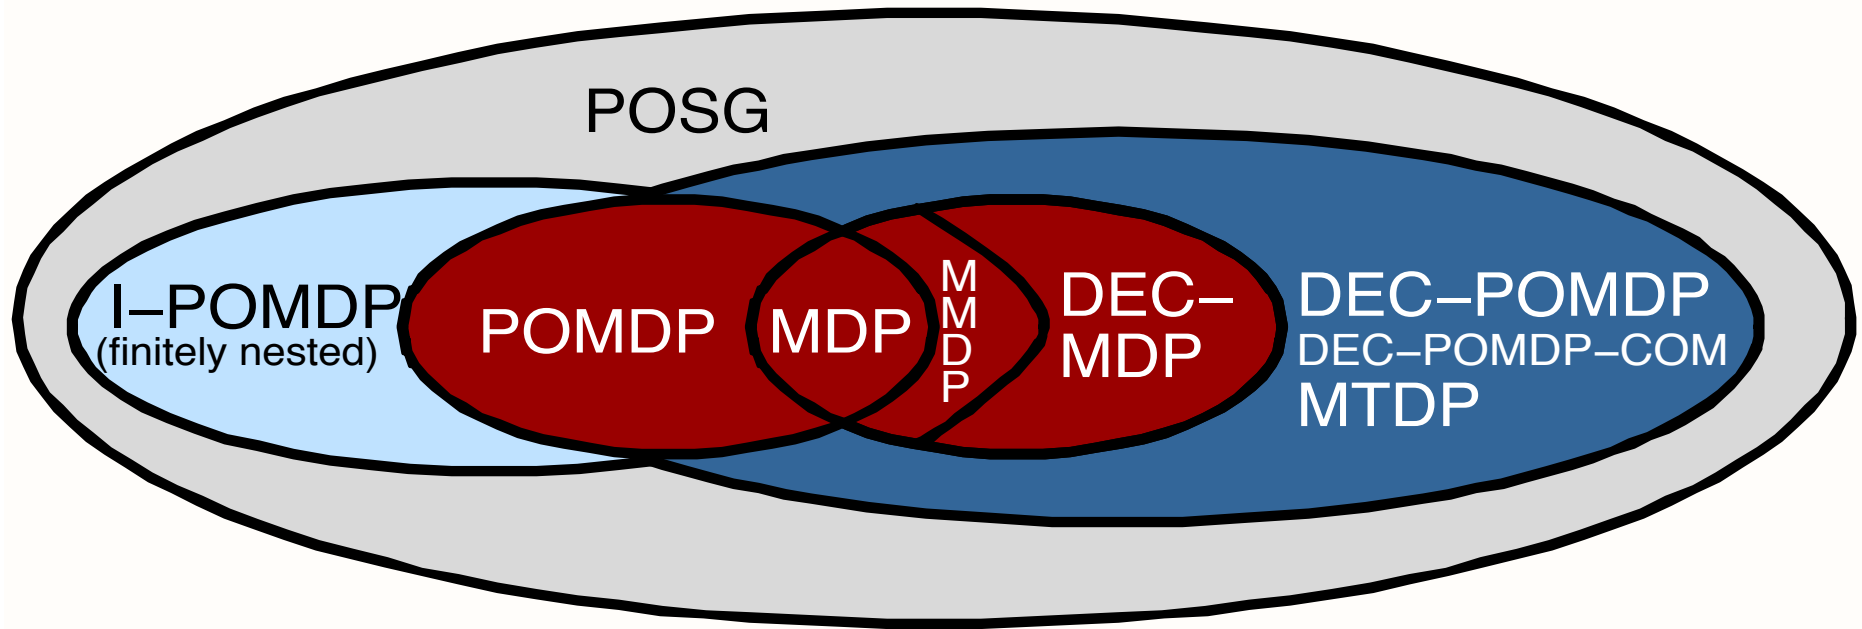 POSG
I–POMDP
(finitely nested)
POMDP
MDP
M
M
D
P
DEC–
MDP
DEC–POMDP
DEC–POMDP–COM
MTDP